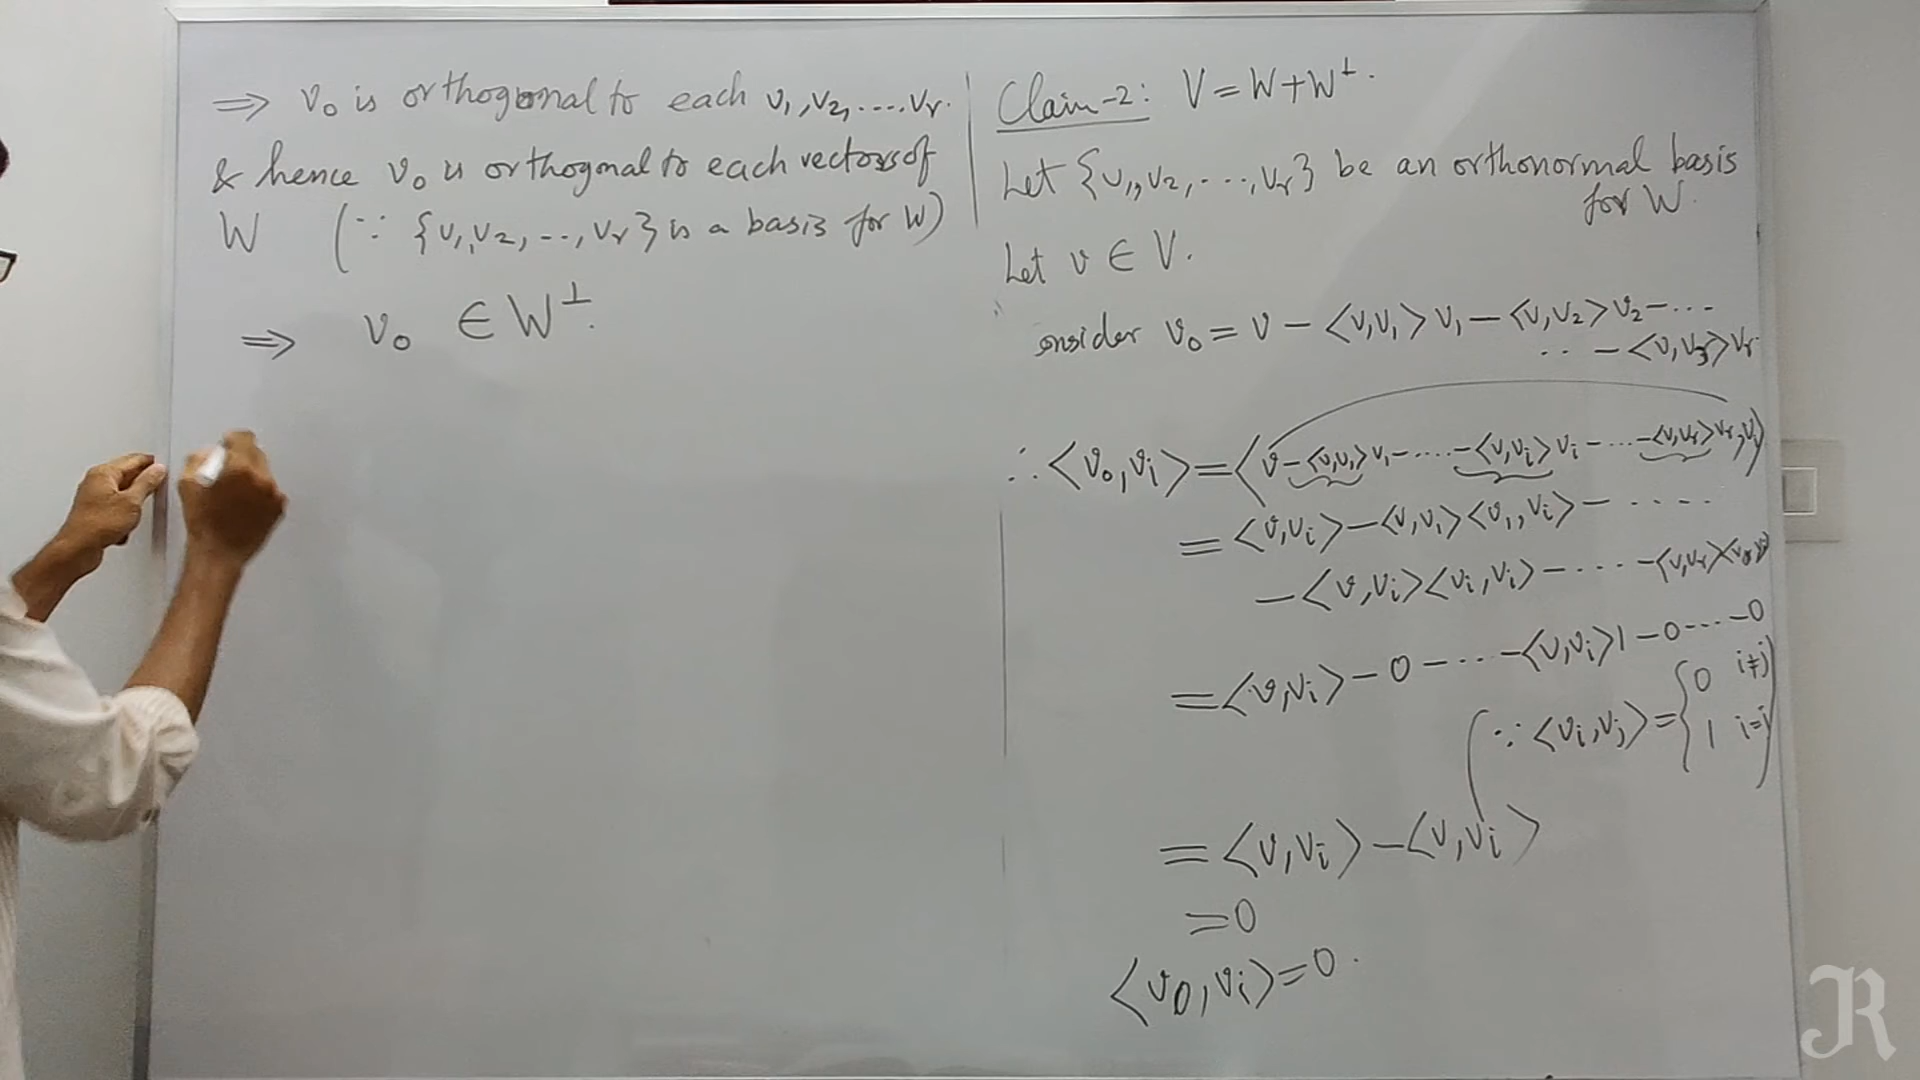 ⇒ v₀ is orthogonal to each v₁, v₂, .... vᵣ.
& hence v₀ is orthogonal to each vectors of
W (∵ {v₁, v₂, ..., vᵣ} is a basis for W)
⇒ v₀ ∈ W⊥.
Claim-2: V = W + W⊥.
Let {v₁, v₂, ..., vᵣ} be an orthonormal basis
for W.
Let v ∈ V.
onsider v₀ = v − <v,v₁> v₁ − <v,v₂> v₂ − ...
.. − <v,vᵣ> vᵣ
∴ <v₀, vᵢ> = <v − <v,v₁> v₁ − .... − <v,vᵢ> vᵢ − ... − <v,vᵣ> vᵣ, vᵢ>
= <v,vᵢ> − <v,v₁> <v₁,vᵢ> − .....
− <v,vᵢ> <vᵢ,vᵢ> − .... − <v,vᵣ> <vᵣ,vᵢ>
= <v,vᵢ> − 0 − ... − <v,vᵢ> 1 − 0 ... − 0
(∵ <vᵢ,vⱼ> = { 0 i≠j
1 i=j )
= <v,vᵢ> − <v,vᵢ>
= 0
<v₀,vᵢ> = 0.
R